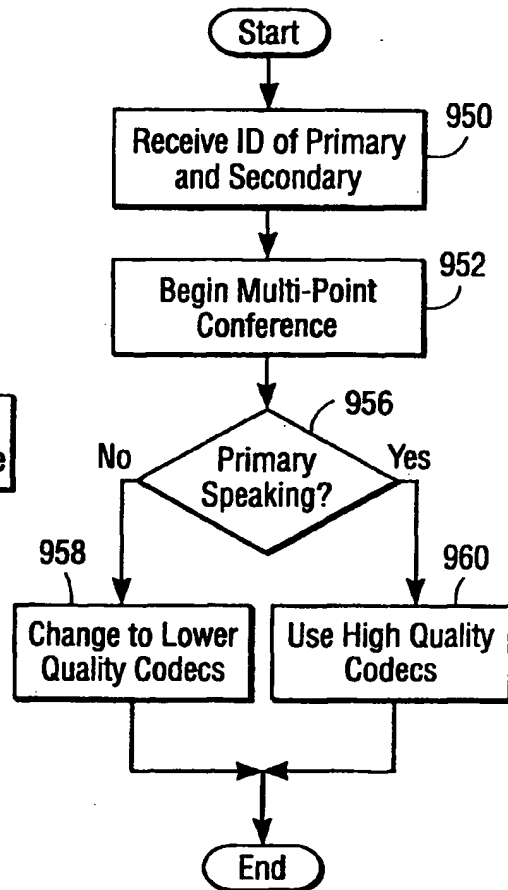 Start
950
Receive ID of Primary
and Secondary
952
Begin Multi-Point
Conference
956
No
Primary
Speaking?
Yes
958
Change to Lower
Quality Codecs
960
Use High Quality
Codecs
End